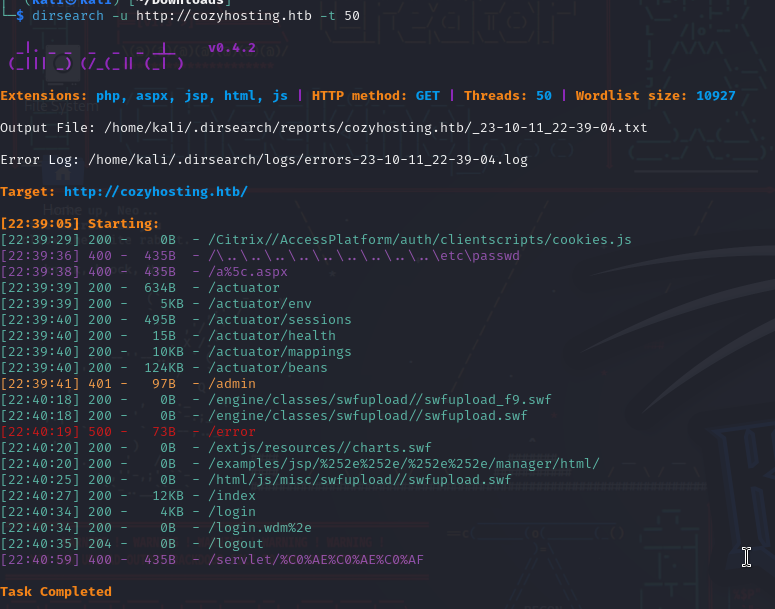 (kali㉿kali)-[~/Downloads]
└─$ dirsearch -u http://cozyhosting.htb -t 50
_|. _ _  _  _  _ _|_    v0.4.2
(_||| _) (/_(_|| (_| )
Extensions: php, aspx, jsp, html, js | HTTP method: GET | Threads: 50 | Wordlist size: 10927
Output File: /home/kali/.dirsearch/reports/cozyhosting.htb/_23-10-11_22-39-04.txt
Error Log: /home/kali/.dirsearch/logs/errors-23-10-11_22-39-04.log
Target: http://cozyhosting.htb/
[22:39:05] Starting:
[22:39:29] 200 -    0B  - /Citrix//AccessPlatform/auth/clientscripts/cookies.js
[22:39:36] 400 -  435B  - /\..\..\..\..\..\..\..\..\..\etc\passwd
[22:39:38] 400 -  435B  - /a%5c.aspx
[22:39:39] 200 -  634B  - /actuator
[22:39:39] 200 -    5KB - /actuator/env
[22:39:40] 200 -  495B  - /actuator/sessions
[22:39:40] 200 -   15B  - /actuator/health
[22:39:40] 200 -   10KB - /actuator/mappings
[22:39:40] 200 -  124KB - /actuator/beans
[22:39:41] 401 -   97B  - /admin
[22:40:18] 200 -    0B  - /engine/classes/swfupload//swfupload_f9.swf
[22:40:18] 200 -    0B  - /engine/classes/swfupload//swfupload.swf
[22:40:19] 500 -   73B  - /error
[22:40:20] 200 -    0B  - /extjs/resources//charts.swf
[22:40:20] 200 -    0B  - /examples/jsp/%252e%252e/%252e%252e/manager/html/
[22:40:25] 200 -    0B  - /html/js/misc/swfupload//swfupload.swf
[22:40:27] 200 -   12KB - /index
[22:40:34] 200 -    4KB - /login
[22:40:34] 200 -    0B  - /login.wdm%2e
[22:40:35] 204 -    0B  - /logout
[22:40:59] 400 -  435B  - /servlet/%C0%AE%C0%AE%C0%AF
Task Completed